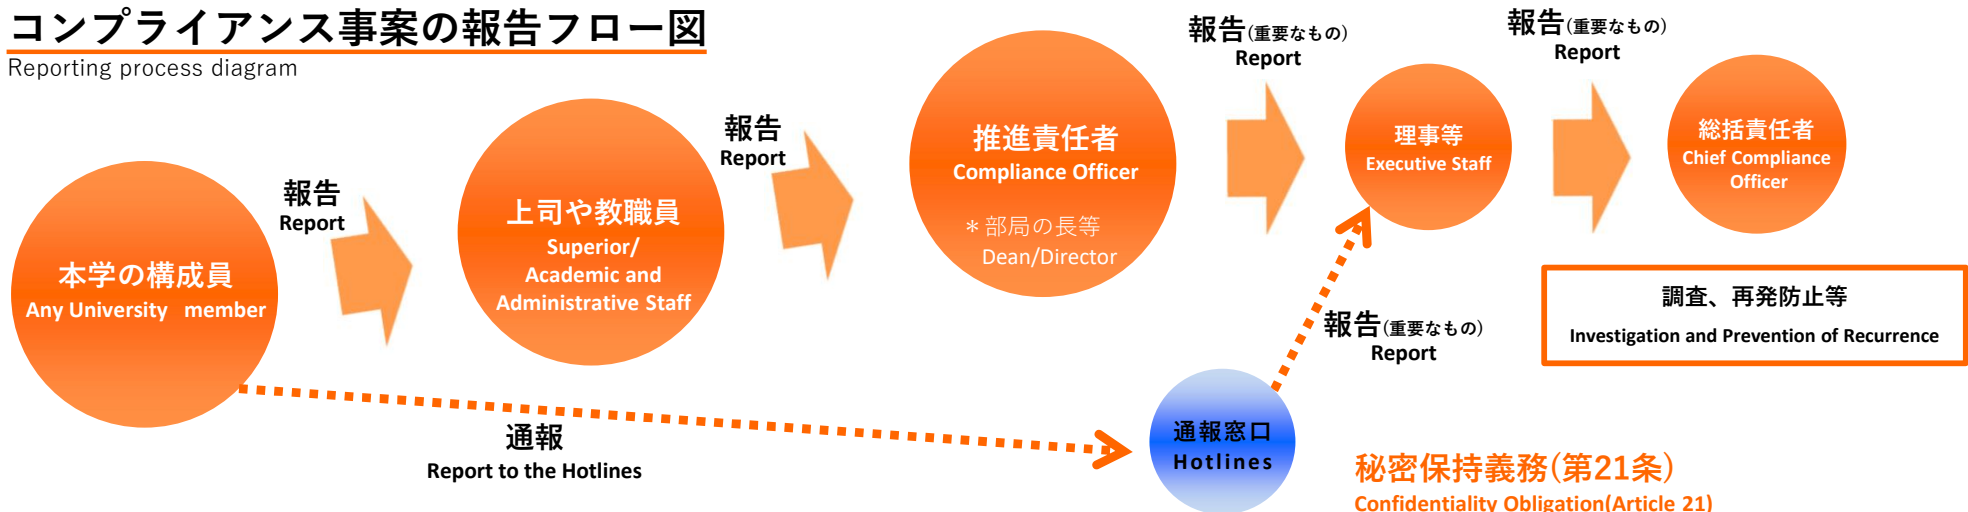 コンプライアンス事案の報告フロー図
Reporting process diagram
本学の構成員
Any University member
報告
Report
上司や教職員
Superior/
Academic and
Administrative Staff
報告
Report
推進責任者
Compliance Officer
＊部局の長等
Dean/Director
報告(重要なもの)
Report
理事等
Executive Staff
報告(重要なもの)
Report
総括責任者
Chief Compliance
Officer
調査、再発防止等
Investigation and Prevention of Recurrence
報告(重要なもの)
Report
通報
Report to the Hotlines
通報窓口
Hotlines
秘密保持義務(第21条)
Confidentiality Obligation(Article 21)